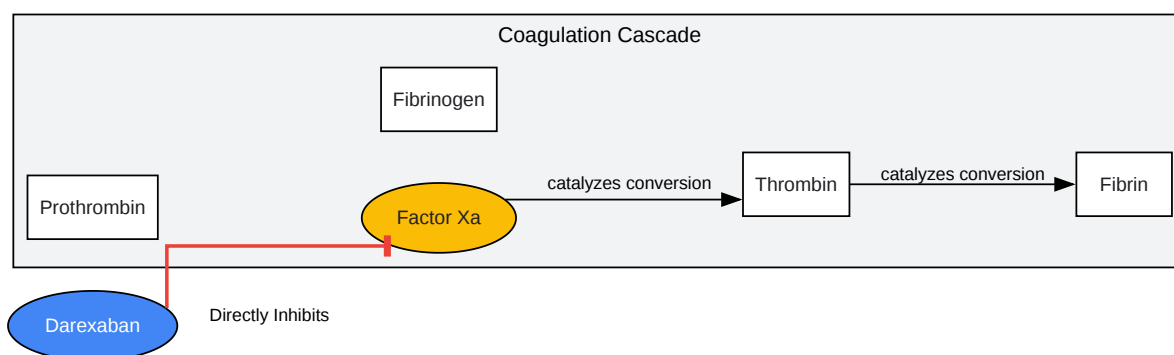 Coagulation Cascade
Fibrinogen
Prothrombin
Factor Xa
catalyzes conversion
Thrombin
catalyzes conversion
Fibrin
Darexaban
Directly Inhibits